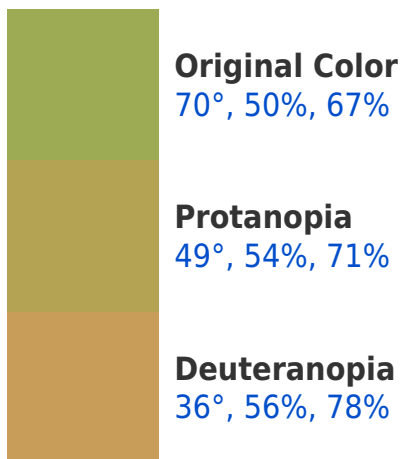 Original Color
70°, 50%, 67%
Protanopia
49°, 54%, 71%
Deuteranopia
36°, 56%, 78%